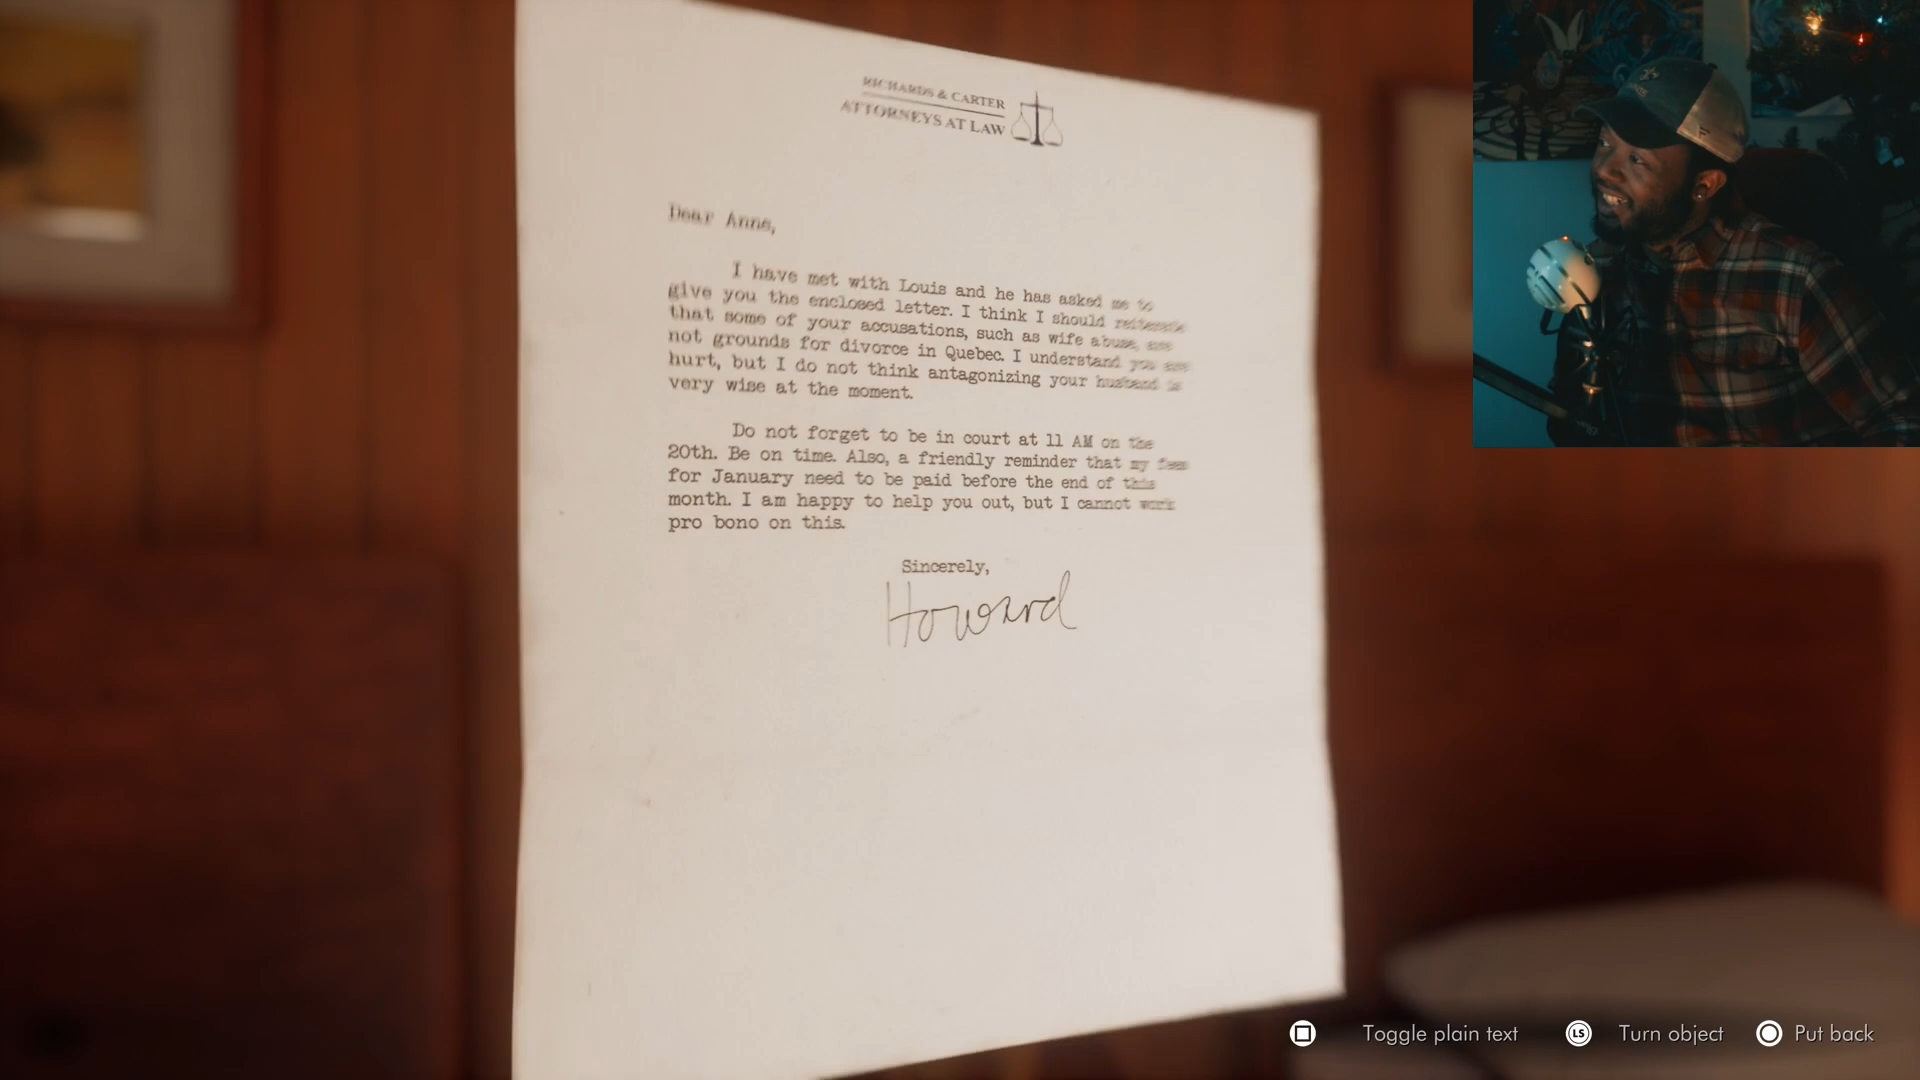 RICHARDS & CARTER
ATTORNEYS AT LAW
Dear Anne,
I have met with Louis and he has asked me to
give you the enclosed letter. I think I should reiterate
that some of your accusations, such as wife abuse, are
not grounds for divorce in Quebec. I understand you are
hurt, but I do not think antagonizing your husband is
very wise at the moment.
Do not forget to be in court at 11 AM on the
20th. Be on time. Also, a friendly reminder that my fees
for January need to be paid before the end of this
month. I am happy to help you out, but I cannot work
pro bono on this.
Sincerely,
Howard
Toggle plain text
LS Turn object
Put back